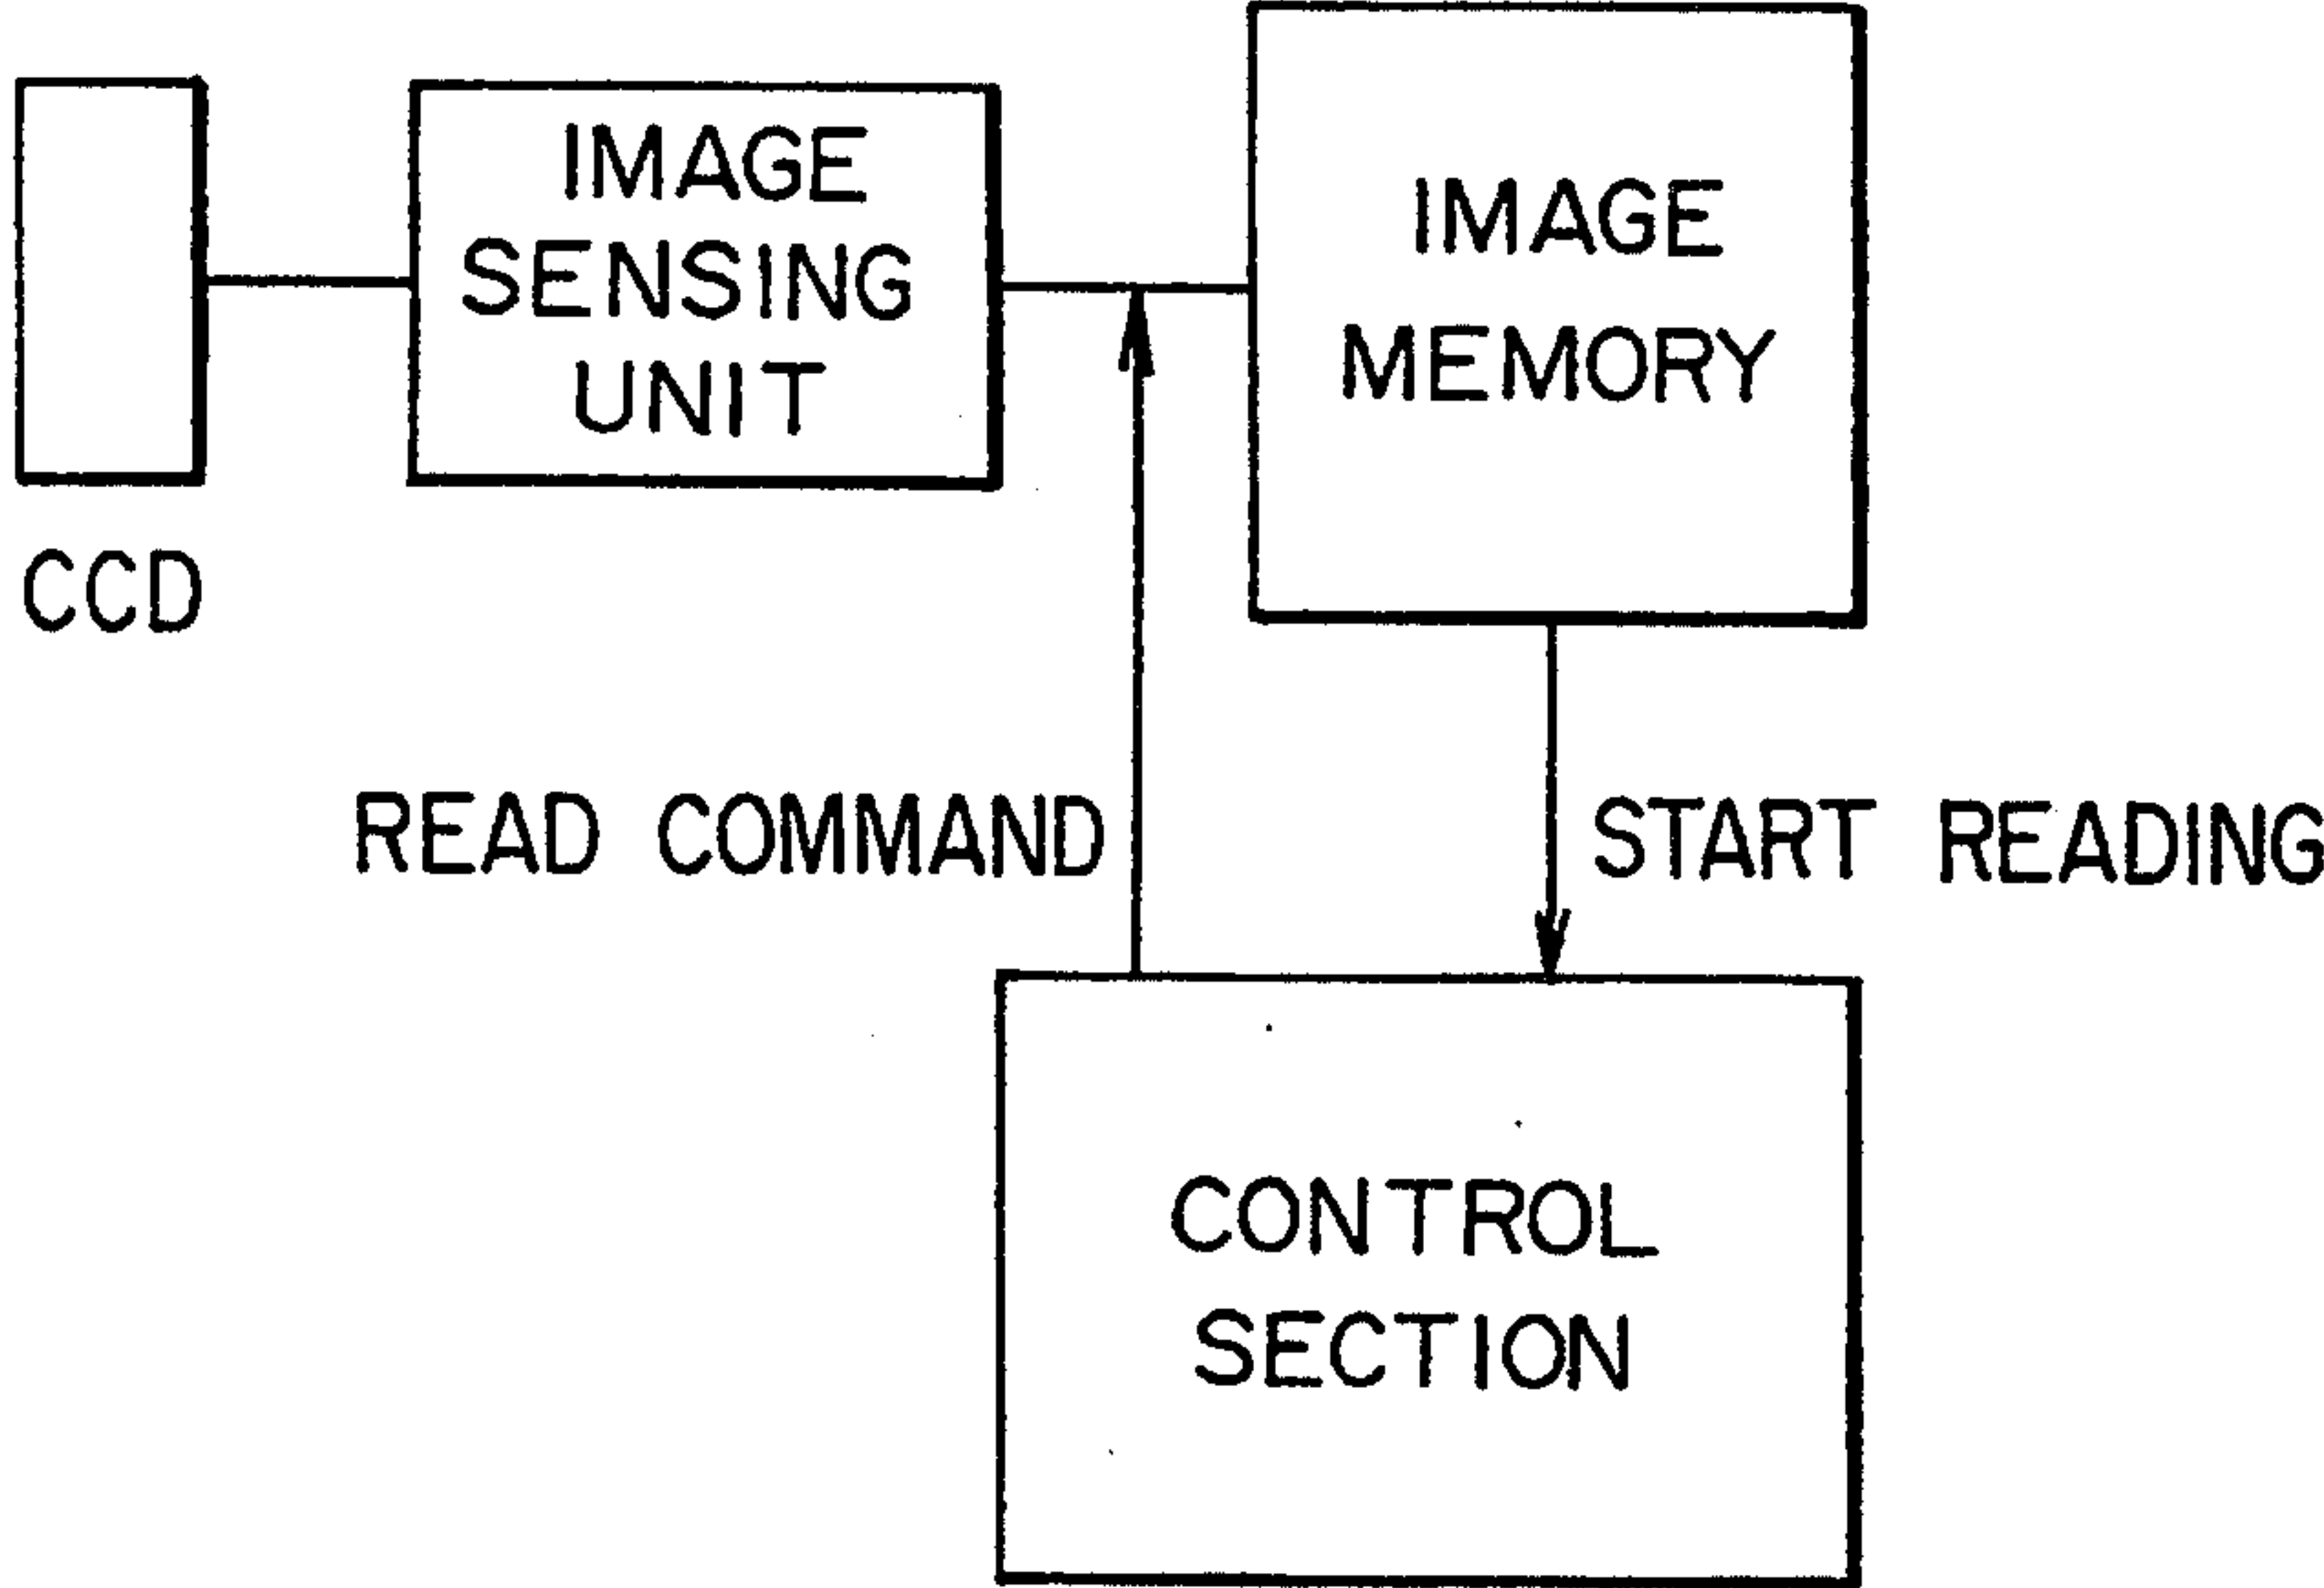 IMAGE
SENSING
UNIT
IMAGE
MEMORY
CCD
READ COMMAND
START READING
CONTROL
SECTION